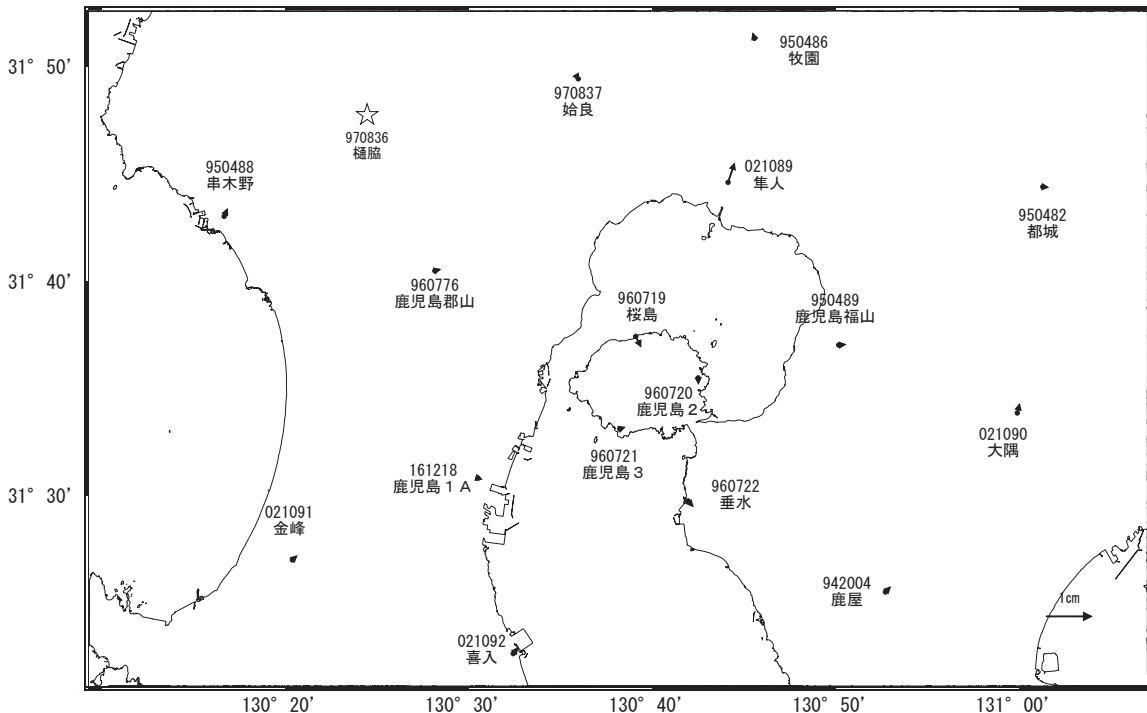 31° 50′
31° 40′
31° 30′
950486
牧園
970837
姶良
970836
樋脇
950488
串木野
021089
隼人
950482
都城
960776
鹿児島郡山
960719
桜島
950489
鹿児島福山
960720
鹿児島２
021090
大隅
960721
鹿児島３
161218
鹿児島１Ａ
960722
垂水
021091
金峰
942004
鹿屋
1cm
021092
喜入
130° 20′
130° 30′
130° 40′
130° 50′
131° 00′